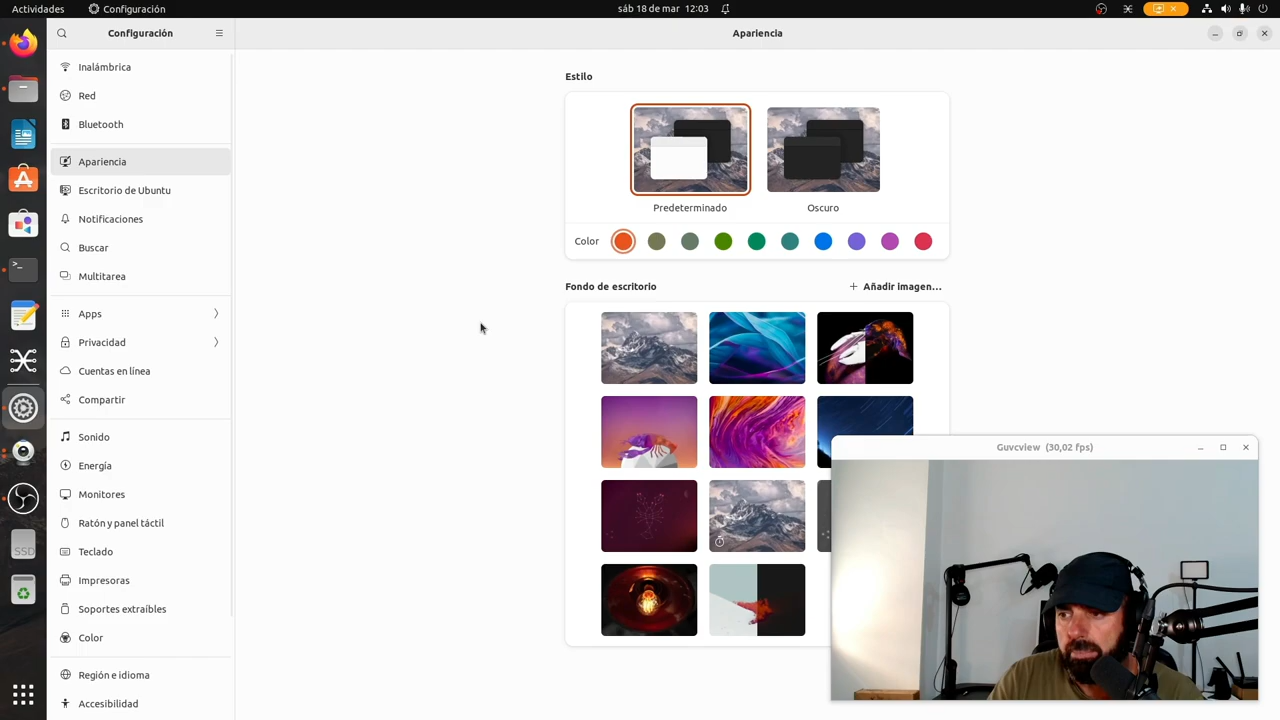 Actividades
Configuración
sáb 18 de mar 12:03
Configuración
Apariencia
Inalámbrica
Red
Bluetooth
Apariencia
Escritorio de Ubuntu
Notificaciones
Buscar
Multitarea
Apps
Privacidad
Cuentas en línea
Compartir
Sonido
Energía
Monitores
Ratón y panel táctil
Teclado
Impresoras
Soportes extraíbles
Color
Región e idioma
Accesibilidad
Estilo
Predeterminado
Oscuro
Color
Fondo de escritorio
Añadir imagen...
Guvcview (30,02 fps)
SSD